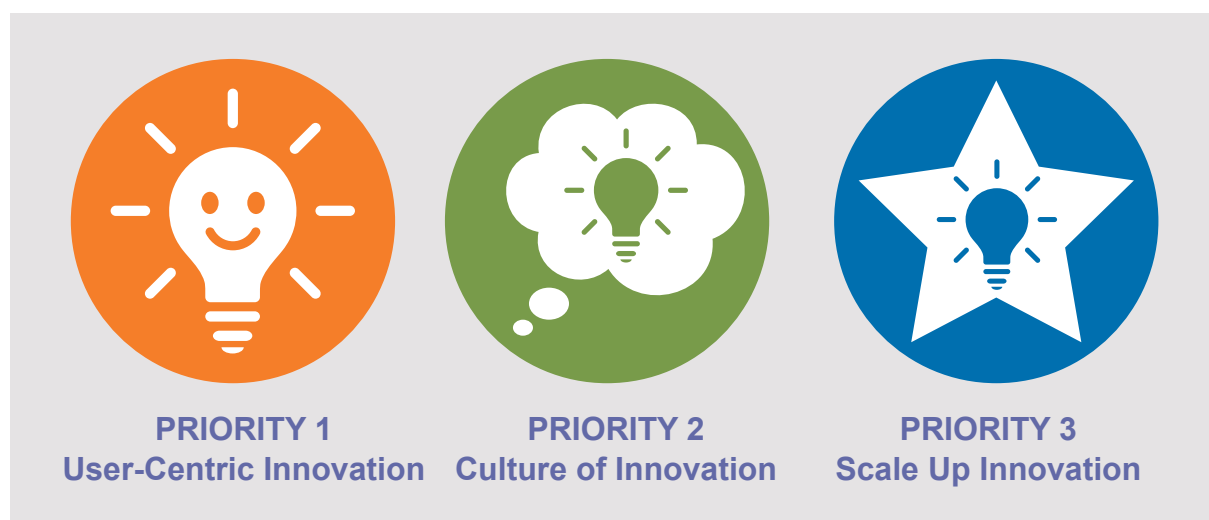 PRIORITY 1
User-Centric Innovation
PRIORITY 2
Culture of Innovation
PRIORITY 3
Scale Up Innovation